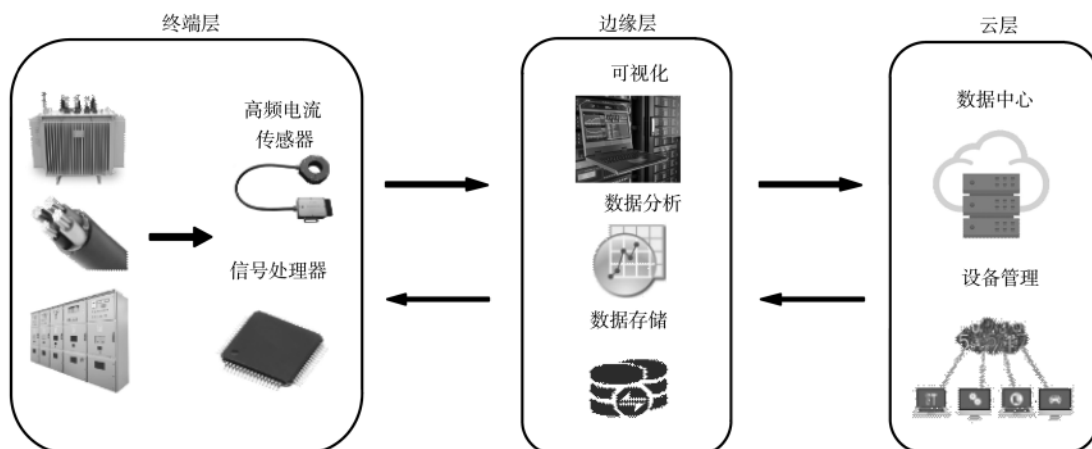 终端层
高频电流
传感器
信号处理器
边缘层
可视化
数据分析
数据存储
云层
数据中心
设备管理